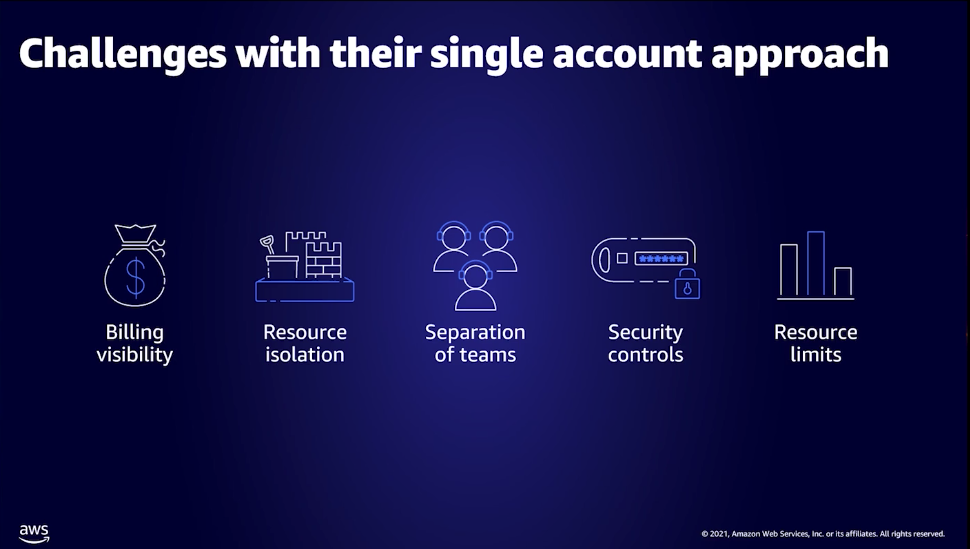 Challenges with their single account approach
$
******
Billing
visibility
Resource
isolation
Separation
of teams
Security
controls
Resource
limits
aws
© 2021, Amazon Web Services, Inc. or its affiliates. All rights reserved.